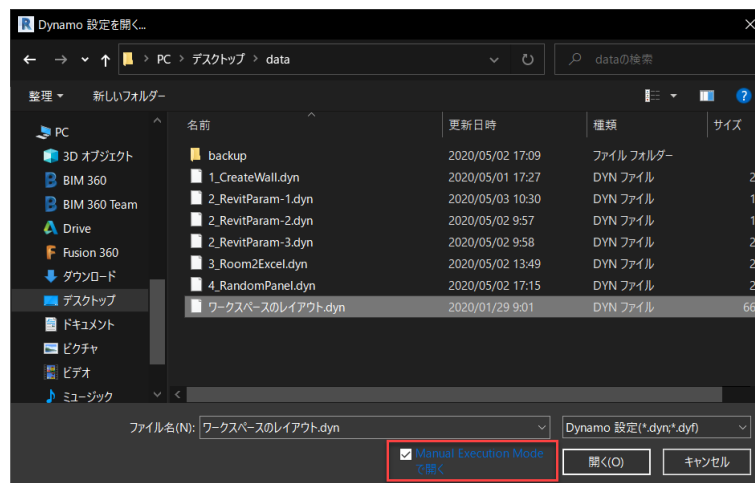 R Dynamo 設定を開く...
PC > デスクトップ > data
dataの検索
整理 新しいフォルダー
名前 更新日時 種類 サイズ
PC
3D オブジェクト
BIM 360
BIM 360 Team
Drive
Fusion 360
ダウンロード
デスクトップ
ドキュメント
ピクチャ
ビデオ
ミュージック
backup 2020/05/02 17:09 ファイル フォルダー
1_CreateWall.dyn 2020/05/01 17:27 DYN ファイル 2
2_RevitParam-1.dyn 2020/05/03 10:30 DYN ファイル 1
2_RevitParam-2.dyn 2020/05/02 9:57 DYN ファイル 1
2_RevitParam-3.dyn 2020/05/02 9:58 DYN ファイル 2
3_Room2Excel.dyn 2020/05/02 13:49 DYN ファイル 2
4_RandomPanel.dyn 2020/05/02 17:15 DYN ファイル 2
ワークスペースのレイアウト.dyn 2020/01/29 9:01 DYN ファイル 66
ファイル名(N): ワークスペースのレイアウト.dyn Dynamo 設定(*.dyn;*.dyf)
Manual Execution Mode
で開く
開く(O) キャンセル